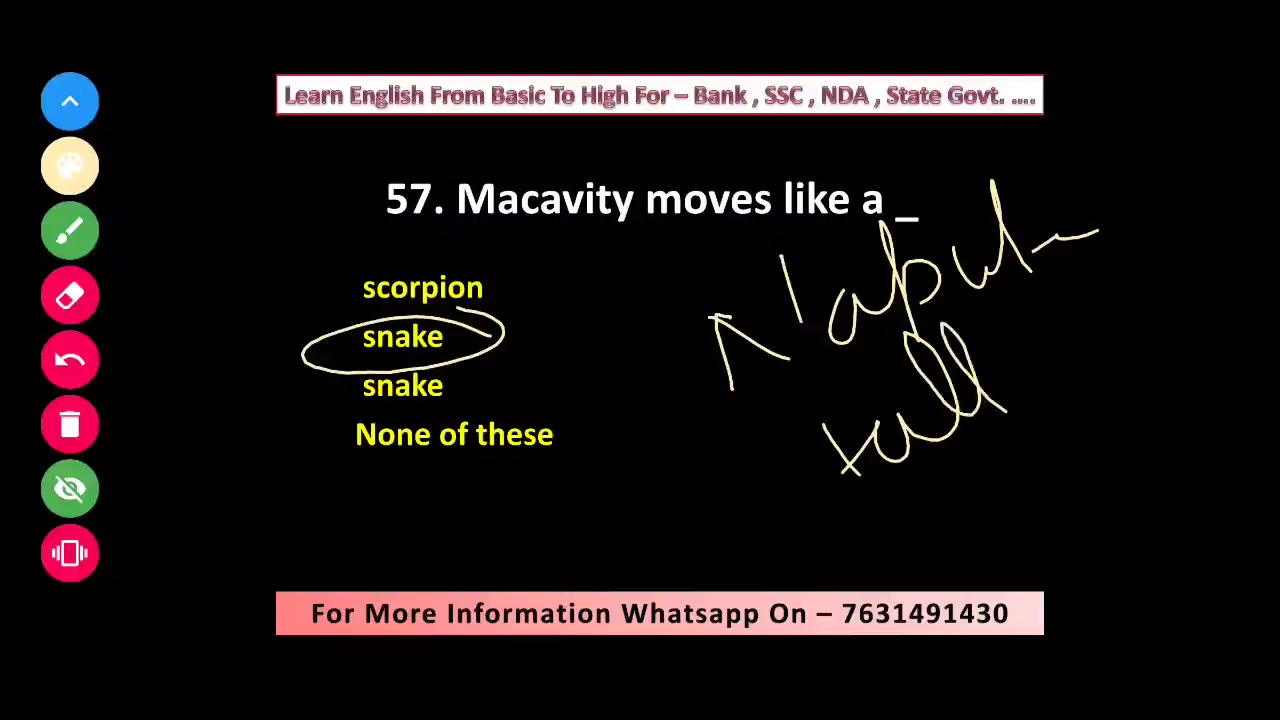 Learn English From Basic To High For – Bank , SSC , NDA , State Govt. ....
57. Macavity moves like a _
scorpion
snake
snake
None of these
For More Information Whatsapp On – 7631491430